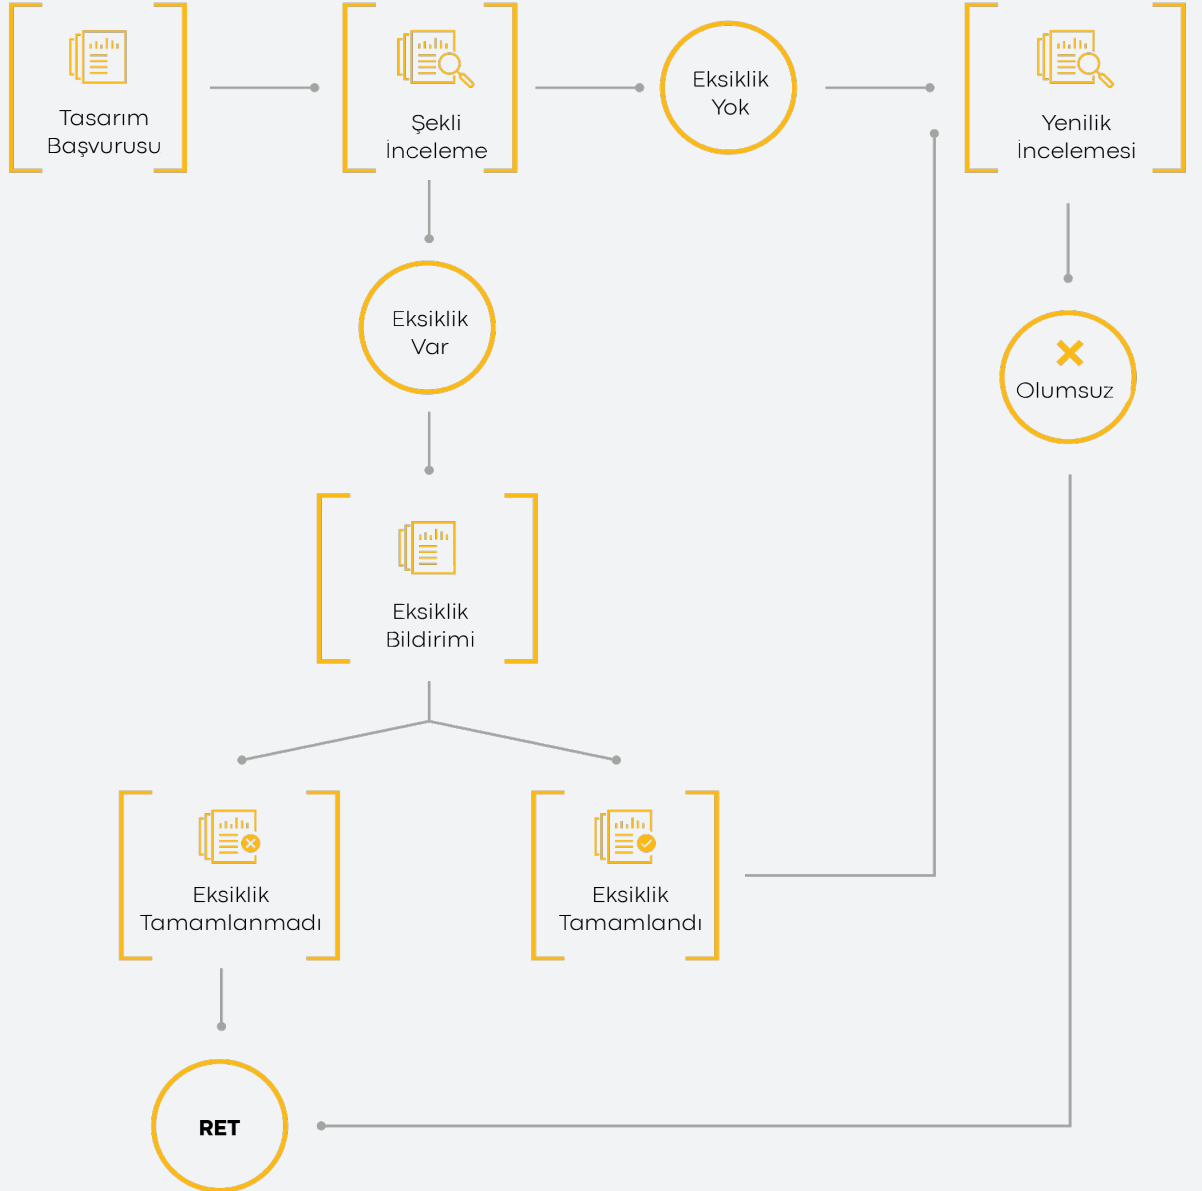 Tasarım
Başvurusu
Şekli
İnceleme
Eksiklik
Yok
Yenilik
İncelemesi
Eksiklik
Var
Olumsuz
Eksiklik
Bildirimi
Eksiklik
Tamamlanmadı
Eksiklik
Tamamlandı
RET